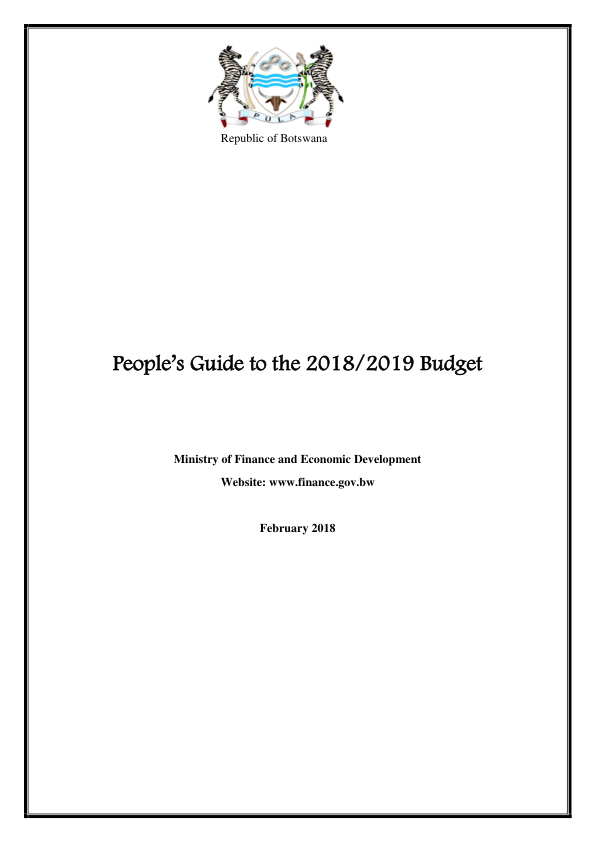 PULA
Republic of Botswana
People’s Guide to the 2018/2019 Budget
Ministry of Finance and Economic Development
Website: www.finance.gov.bw
February 2018